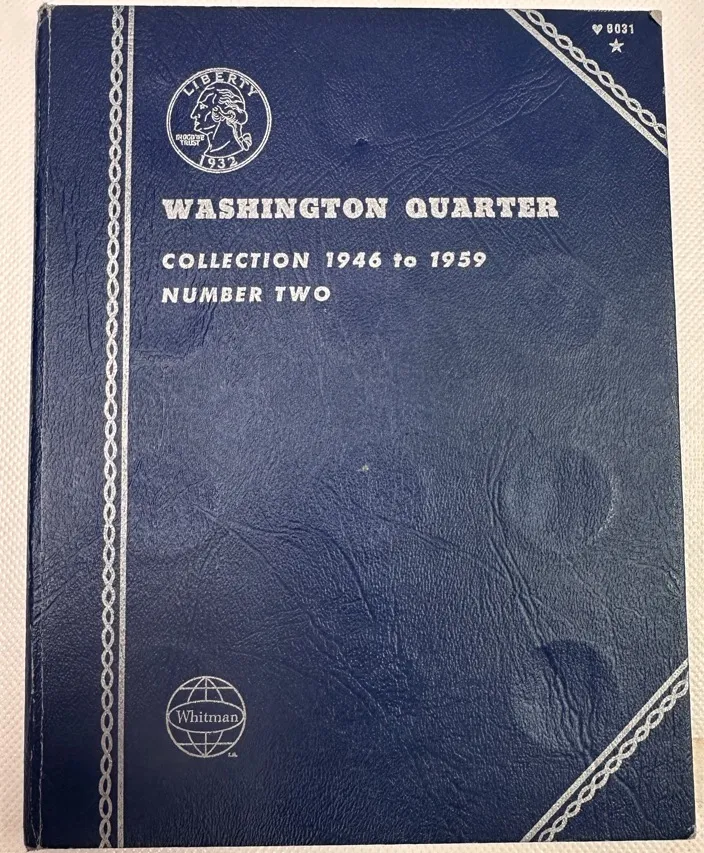 ♥ 9031
★
LIBERTY
IN GOD WE
TRUST
1932
WASHINGTON QUARTER
COLLECTION 1946 to 1959
NUMBER TWO
Whitman